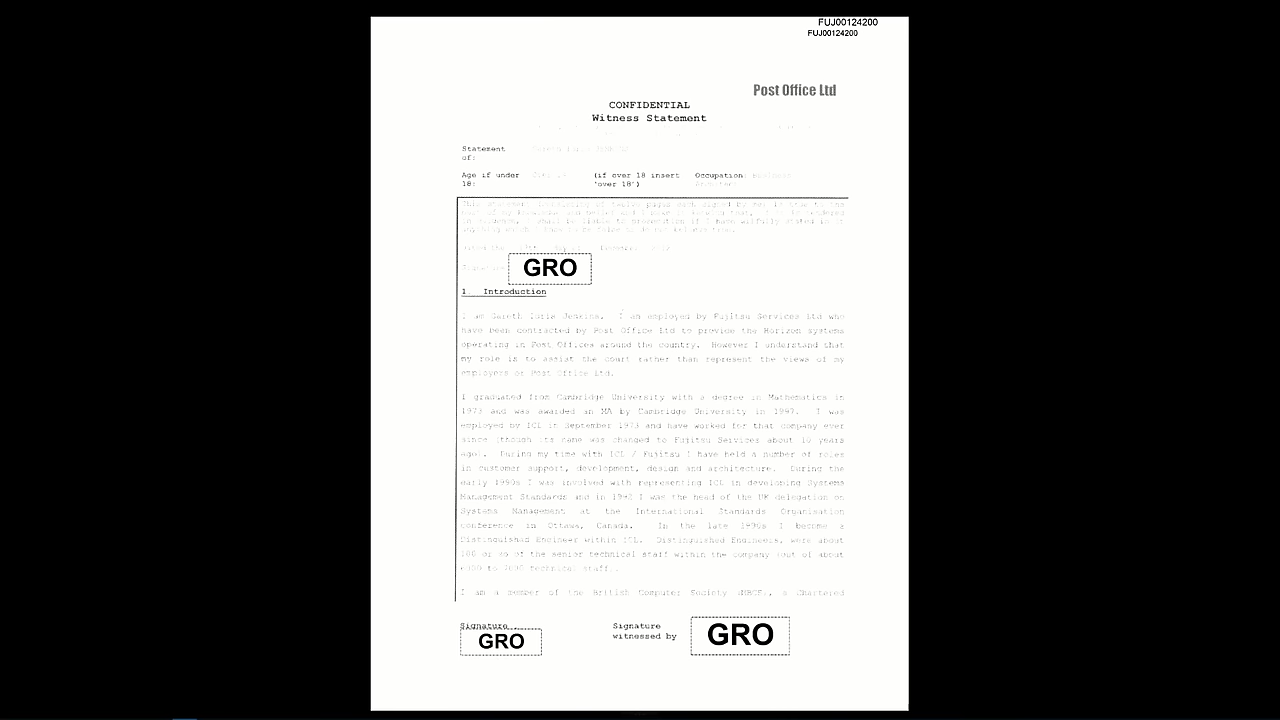 FUJ00124200
FUJ00124200
Post Office Ltd
CONFIDENTIAL
Witness Statement
Statement
of:
Age if under (if over 18 insert Occupation
18: 'over 18')
GRO
1. Introduction
I am Gareth Jenkins. I am employed by Fujitsu Services Ltd who
have been contracted by Post Office Ltd to provide the Horizon systems
operating in Post Offices around the country. However I understand that
my role is to assist the court rather than represent the views of my
employers or Post Office Ltd.
I graduated from Cambridge University with a degree in Mathematics in
1973 and was awarded an MA by Cambridge University in 1997. I was
employed by ICL in September 1973 and have worked for that company ever
since (though its name was changed to Fujitsu Services about 10 years
ago). During my time with ICL / Fujitsu I have held a number of roles
in customer support, development, design and architecture. During the
early 1990s I was involved with representing ICL in developing Systems
Management Standards and in 1992 I was the head of the UK delegation on
Systems Management at the International Standards Organisation
conference in Ottawa, Canada. In the late 1990s I became a
Distinguished Engineer within ICL. Distinguished Engineers, were about
100 or so of the senior technical staff within the company (out of about
technical staff).
I am a member of the British Computer Society (MBCS), a Chartered
Signature Signature
witnessed by
GRO GRO